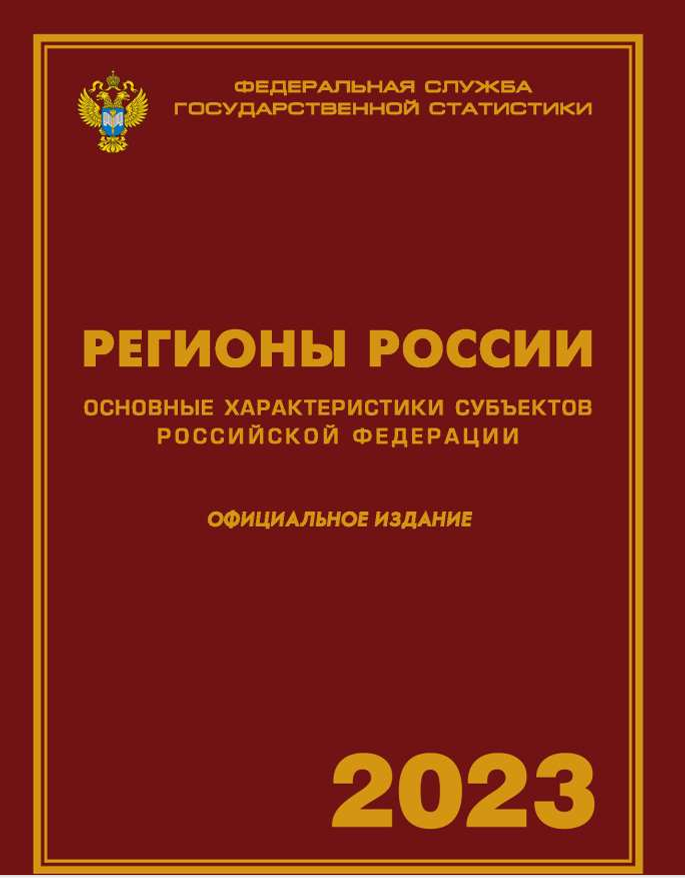 ФЕДЕРАЛЬНАЯ СЛУЖБА
ГОСУДАРСТВЕННОЙ СТАТИСТИКИ
РЕГИОНЫ РОССИИ
ОСНОВНЫЕ ХАРАКТЕРИСТИКИ СУБЪЕКТОВ
РОССИЙСКОЙ ФЕДЕРАЦИИ
ОФИЦИАЛЬНОЕ ИЗДАНИЕ
2023